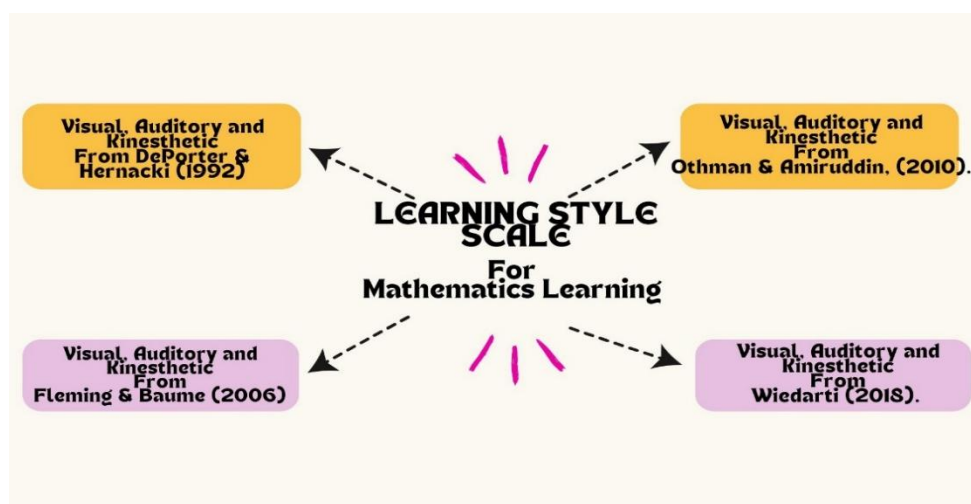 Visual, Auditory and
Kinesthetic
From DePorter &
Hernacki (1992)
Visual, Auditory and
Kinesthetic
From
Othman & Amiruddin, (2010).
LEARNING STYLE
SCALE
For
Mathematics Learning
Visual, Auditory and
Kinesthetic
From
Fleming & Baume (2006)
Visual, Auditory and
Kinesthetic
From
Wiedarti (2018).